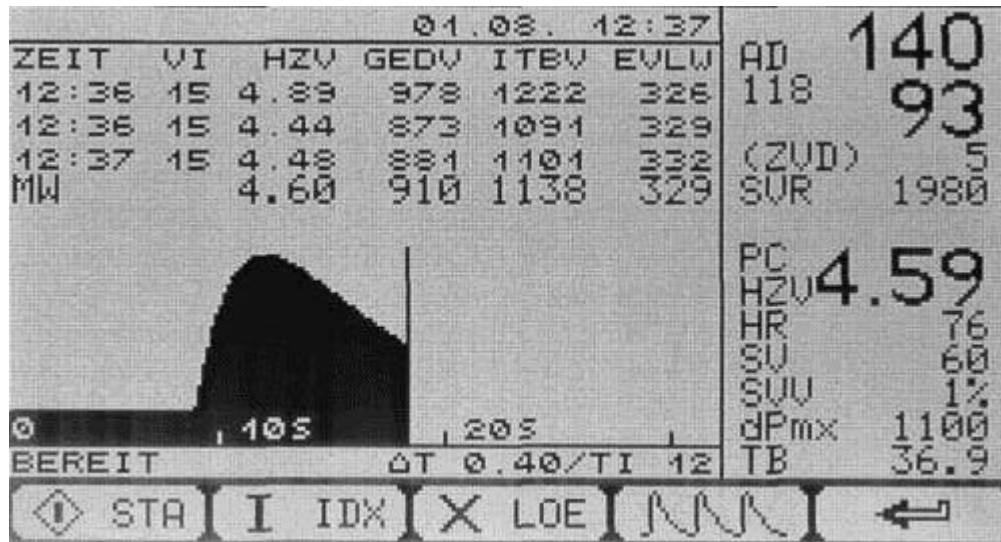 01.08. 12:37
ZEIT VI HZV GEDV ITBV EVLW
12:36 15 4.89 978 1222 326
12:36 15 4.44 873 1091 329
12:37 15 4.48 881 1101 332
MW 4.60 910 1138 329
0 10S 20S
BEREIT ΔT 0.40/TI 12
STA I IDX X LOE
AD 140
118 93
(ZVD) 5
SVR 1980
PC
HZV 4.59
HR 76
SV 60
SVV 1%
dPmx 1100
TB 36.9